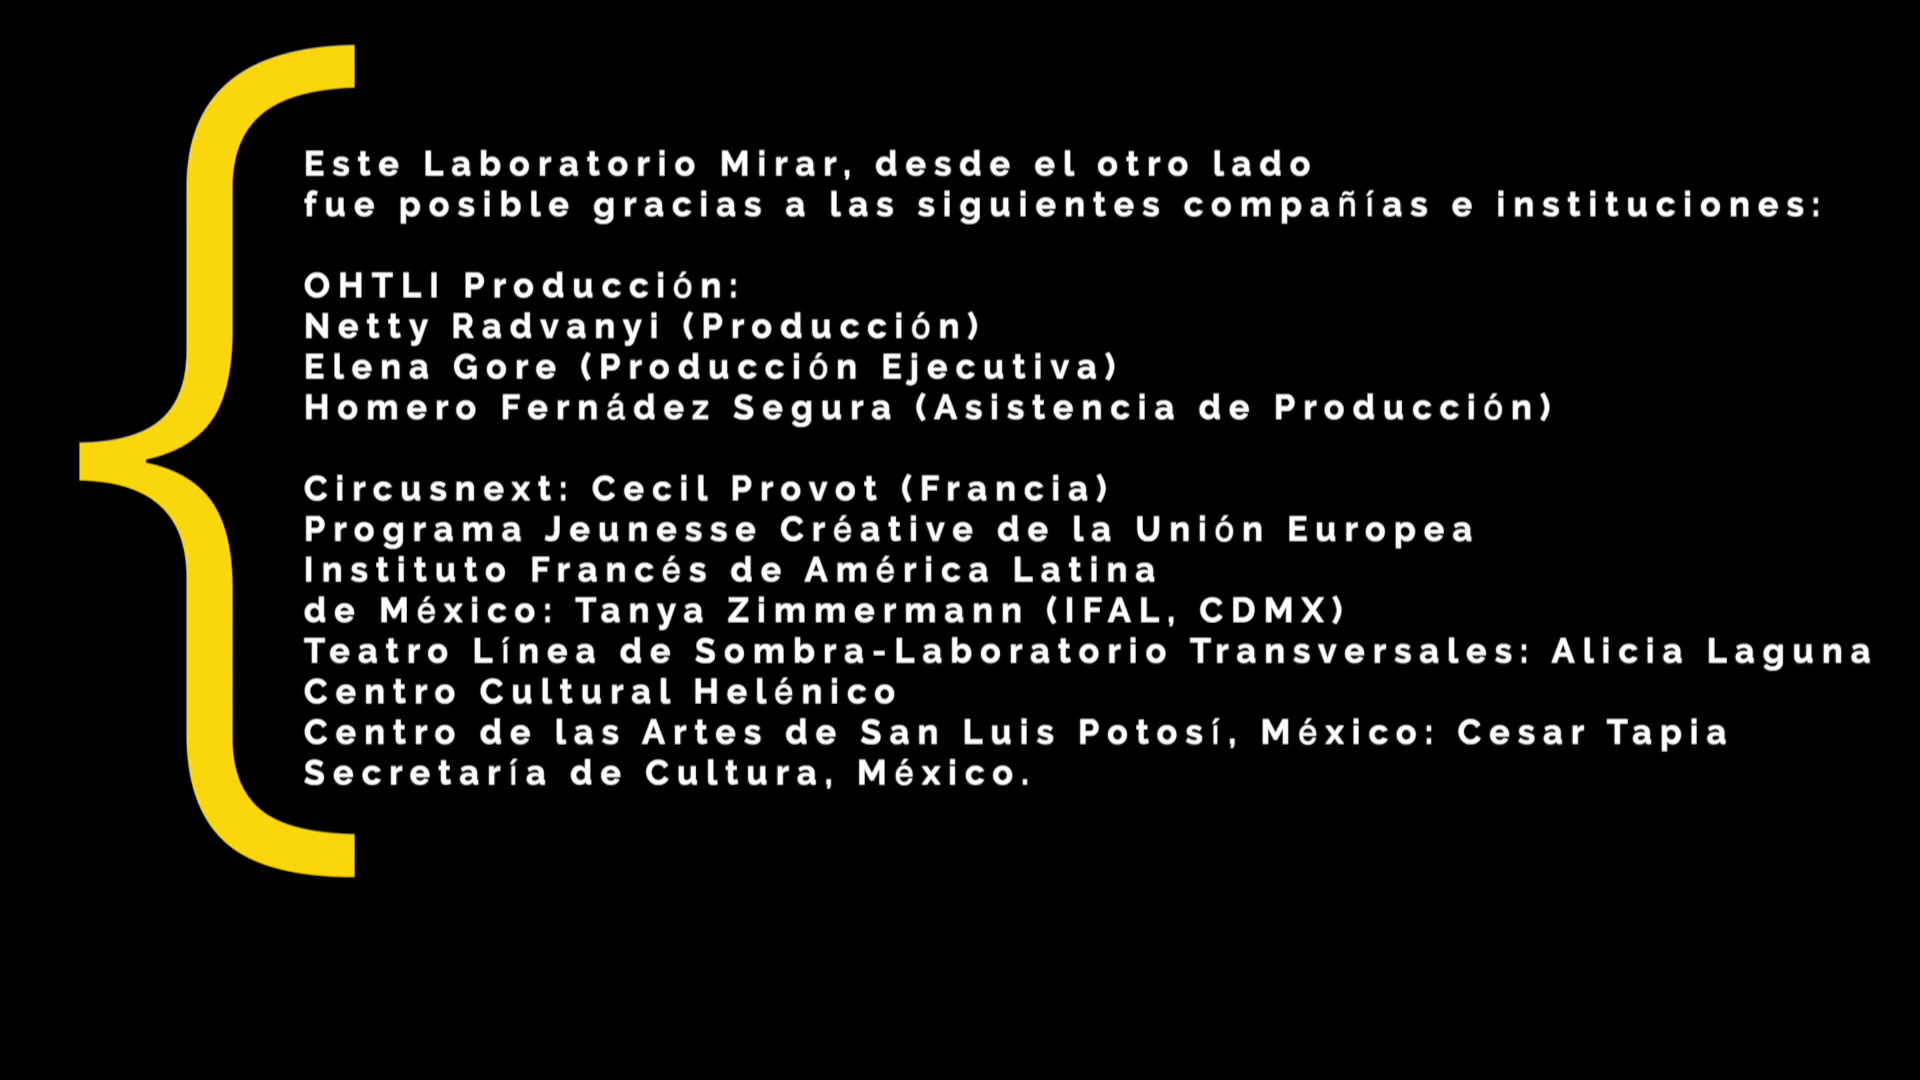 Este Laboratorio Mirar, desde el otro lado
fue posible gracias a las siguientes compañías e instituciones:
OHTLI Producción:
Netty Radvanyi (Producción)
Elena Gore (Producción Ejecutiva)
Homero Fernádez Segura (Asistencia de Producción)
Circusnext: Cecil Provot (Francia)
Programa Jeunesse Créative de la Unión Europea
Instituto Francés de América Latina
de México: Tanya Zimmermann (IFAL, CDMX)
Teatro Línea de Sombra-Laboratorio Transversales: Alicia Laguna
Centro Cultural Helénico
Centro de las Artes de San Luis Potosí, México: Cesar Tapia
Secretaría de Cultura, México.